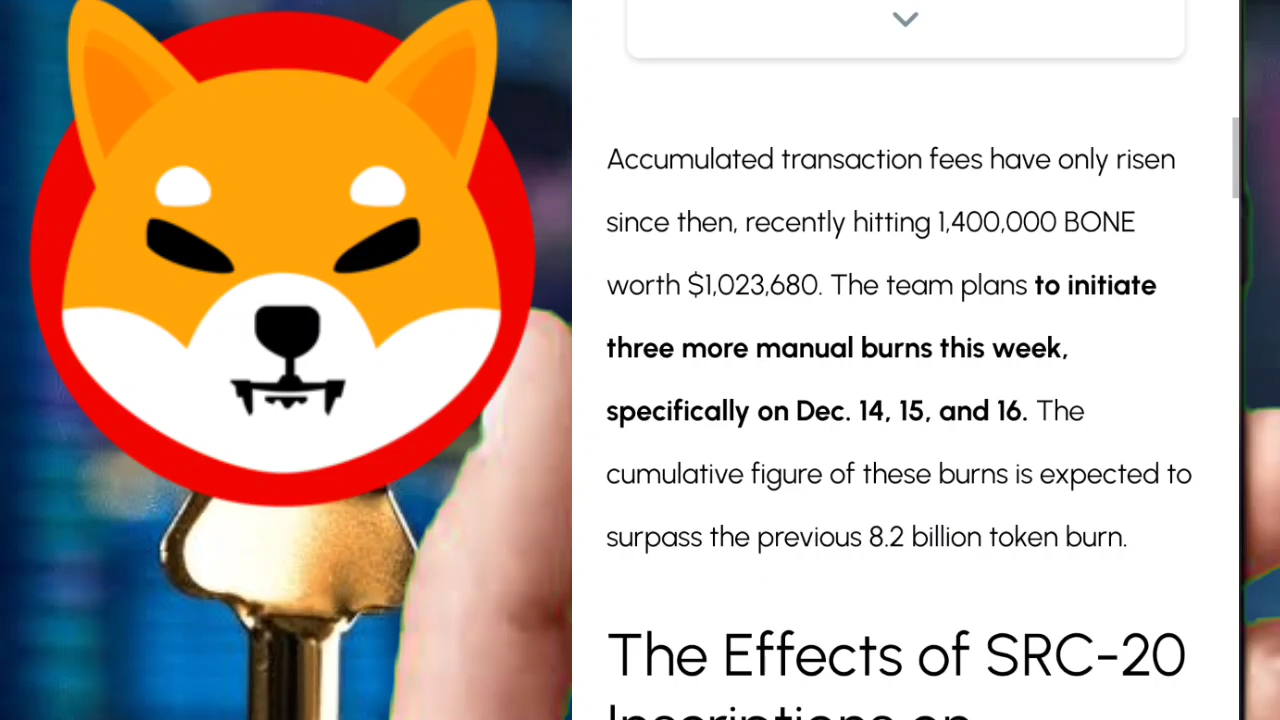 Accumulated transaction fees have only risen
since then, recently hitting 1,400,000 BONE
worth $1,023,680. The team plans to initiate
three more manual burns this week,
specifically on Dec. 14, 15, and 16. The
cumulative figure of these burns is expected to
surpass the previous 8.2 billion token burn.
The Effects of SRC-20
Inscriptions on